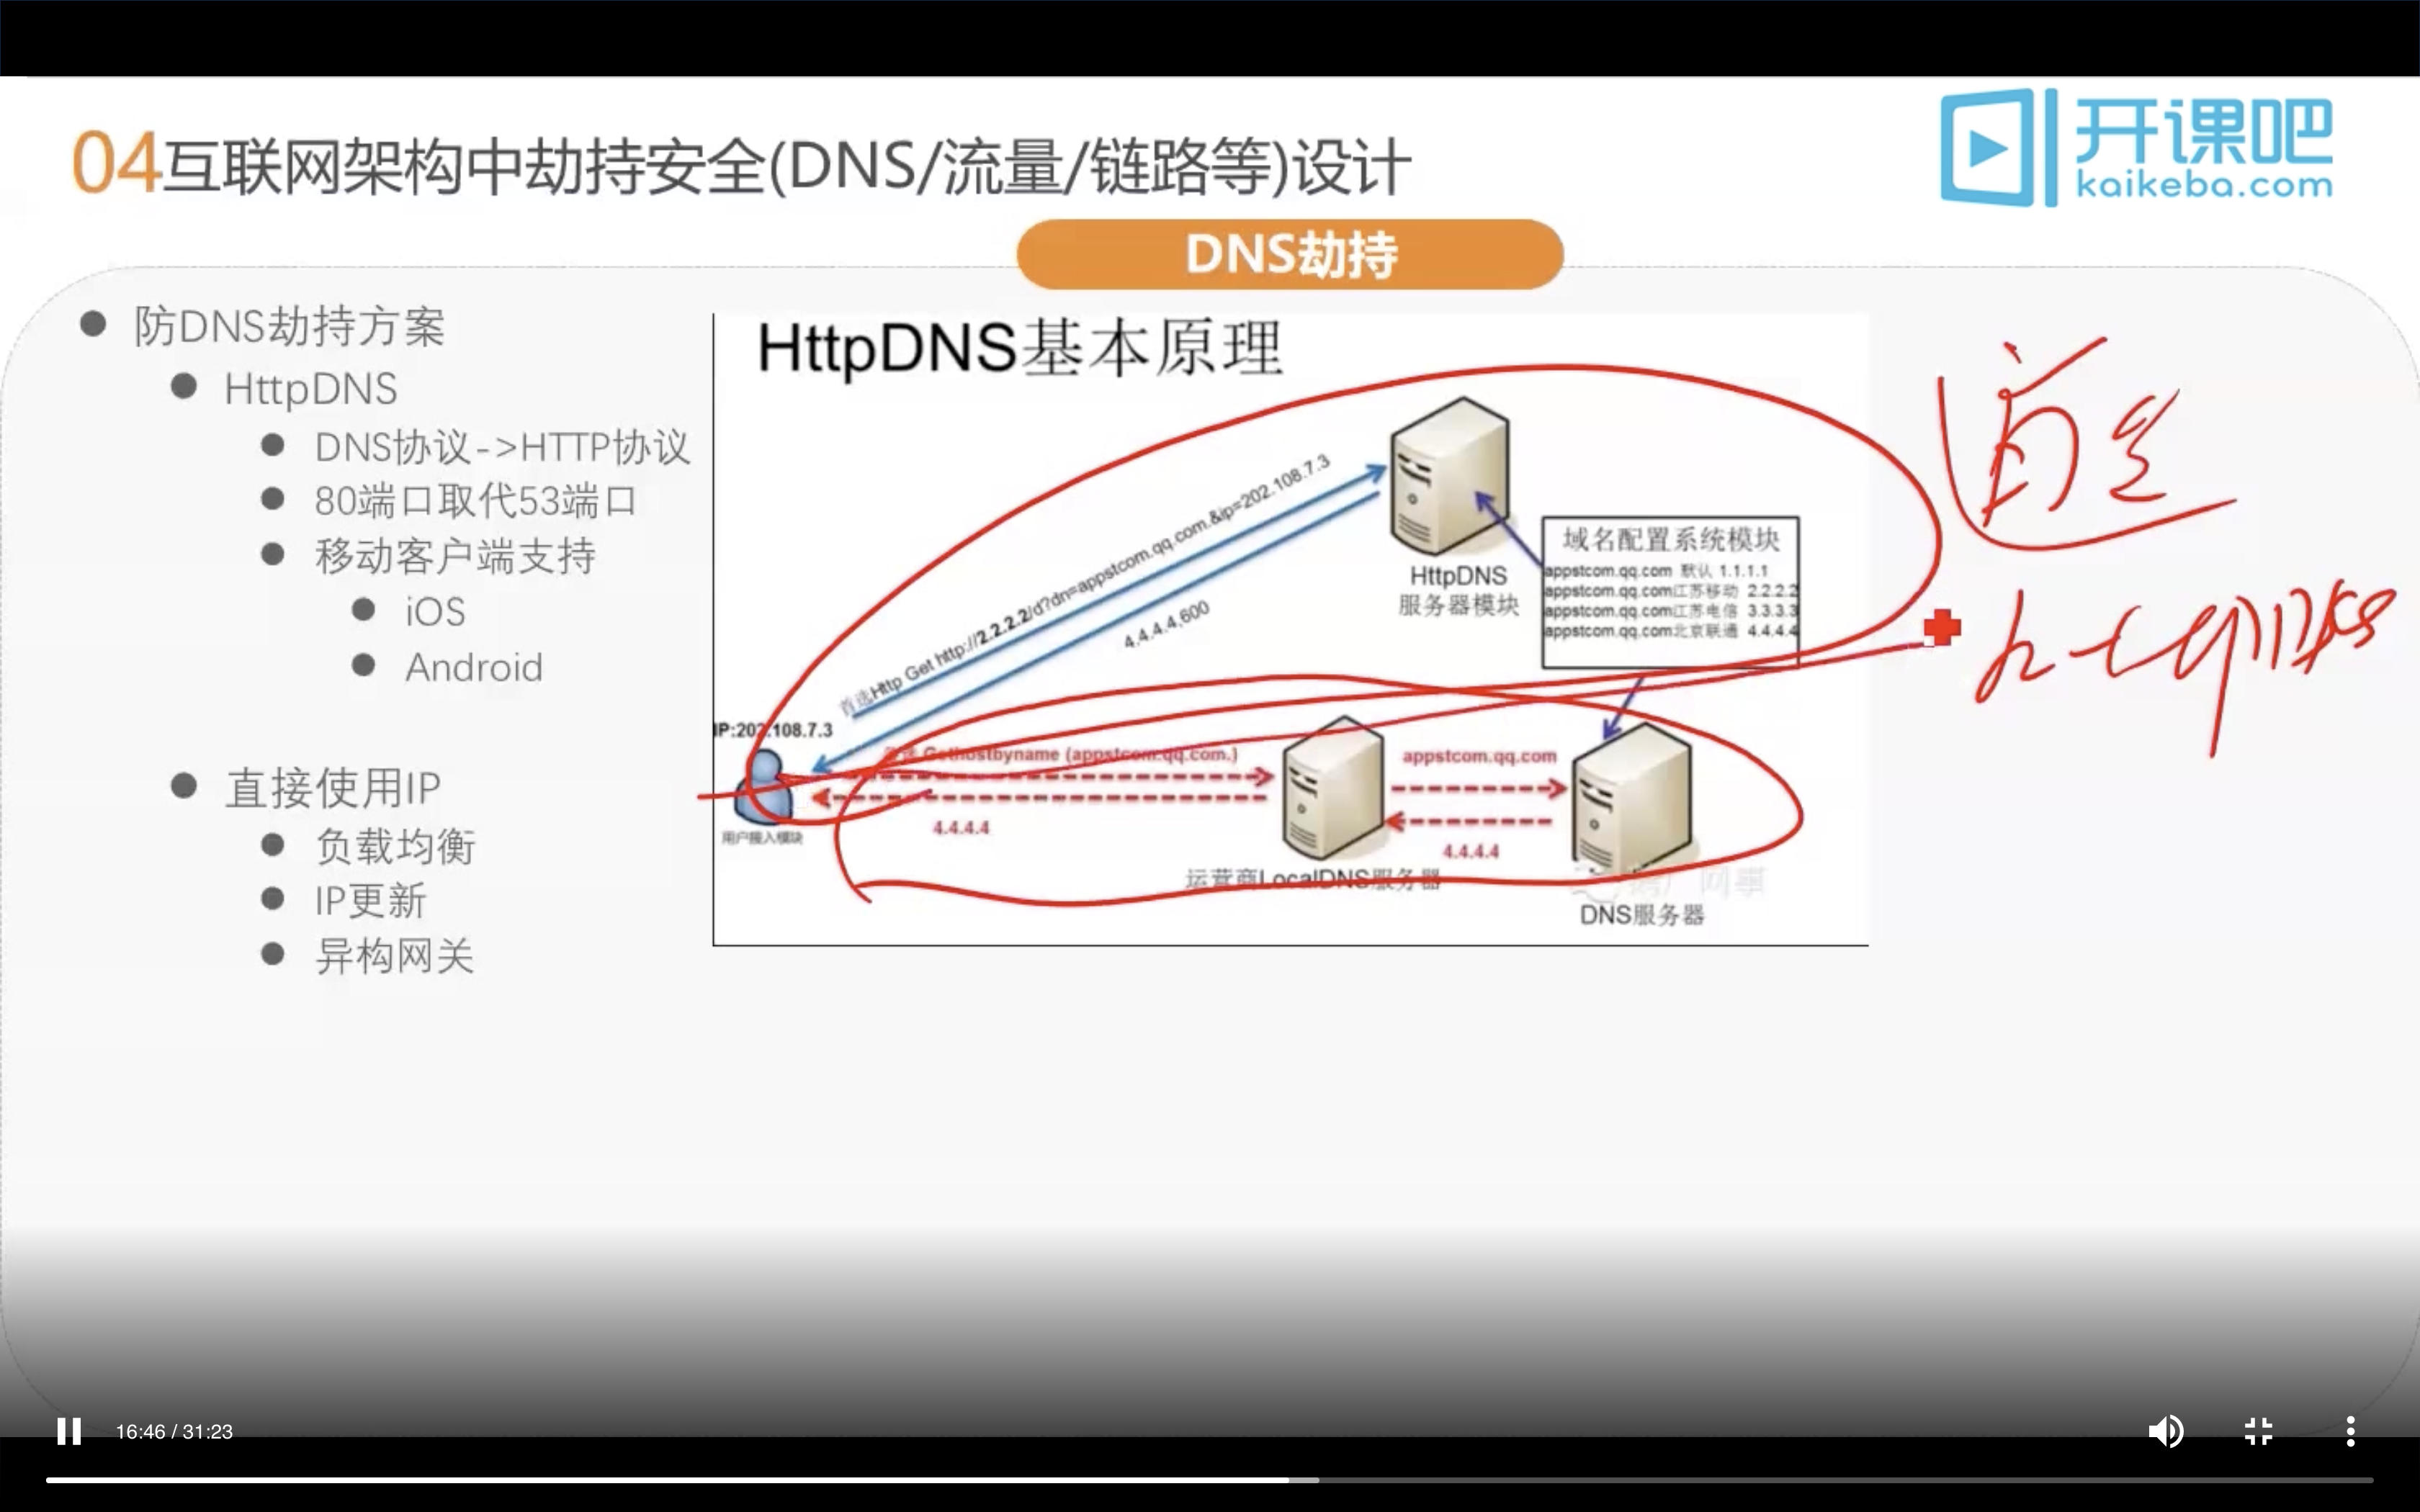 04互联网架构中劫持安全(DNS/流量/链路等)设计
开课吧
kaikeba.com
DNS劫持
防DNS劫持方案
HttpDNS
DNS协议->HTTP协议
80端口取代53端口
移动客户端支持
iOS
Android
直接使用IP
负载均衡
IP更新
异构网关
HttpDNS基本原理
首选Http Get http://2.2.2.2/d?dn=appstcom.qq.com.&ip=202.108.7.3
4.4.4.4,600
HttpDNS
服务器模块
域名配置系统模块
appstcom.qq.com 默认 1.1.1.1
appstcom.qq.com江苏移动 2.2.2.2
appstcom.qq.com江苏电信 3.3.3.3
appstcom.qq.com北京联通 4.4.4.4
IP:202.108.7.3
用户接入模块
Gethostbyname (appstcom.qq.com.)
4.4.4.4
appstcom.qq.com
4.4.4.4
运营商LocalDNS服务器
DNS服务器
16:46 / 31:23